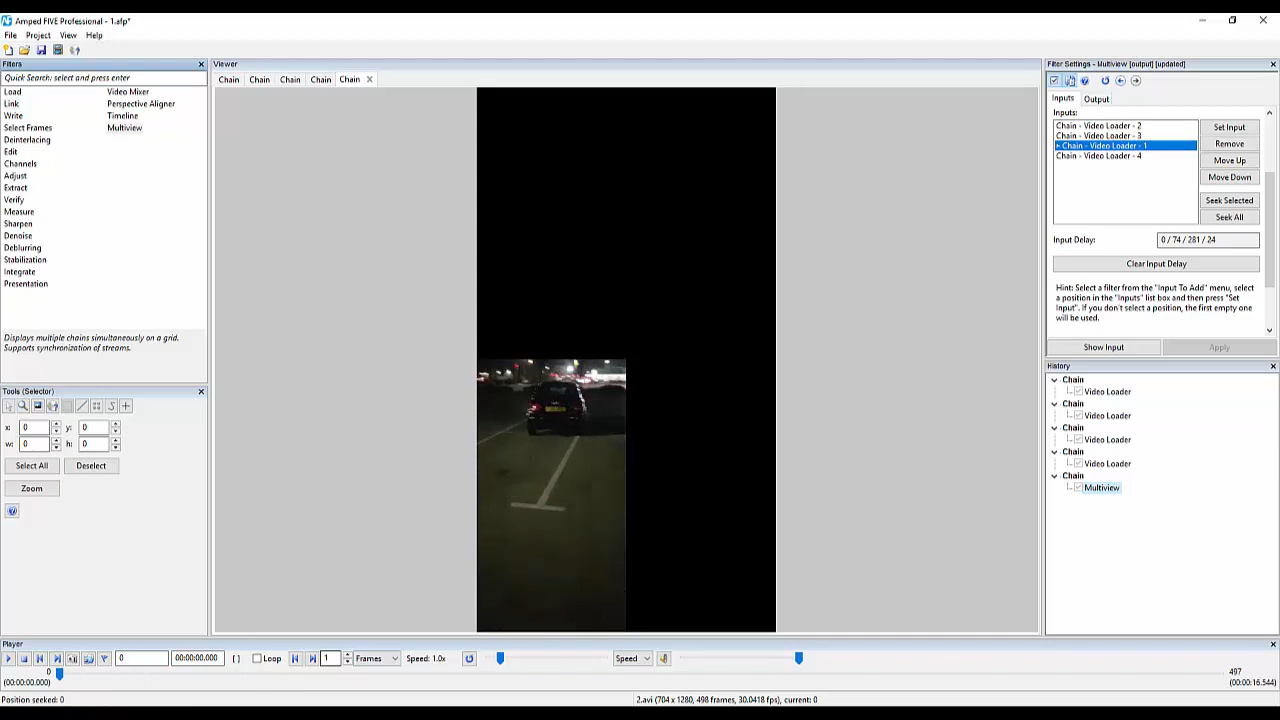 Amped FIVE Professional - 1.afp*
File Project View Help
Filters
Quick Search: select and press enter
Load Video Mixer
Link Perspective Aligner
Write Timeline
Select Frames Multiview
Deinterlacing
Edit
Channels
Adjust
Extract
Verify
Measure
Sharpen
Denoise
Deblurring
Stabilization
Integrate
Presentation
Displays multiple chains simultaneously on a grid.
Supports synchronization of streams.
Tools (Selector)
x: 0 y: 0
w: 0 h: 0
Select All Deselect
Zoom
Viewer
Chain Chain Chain Chain Chain
Filter Settings - Multiview [output] [updated]
Inputs Output
Inputs:
Chain - Video Loader - 2
Chain - Video Loader - 3
Chain - Video Loader - 1
Chain - Video Loader - 4
Set Input
Remove
Move Up
Move Down
Seek Selected
Seek All
Input Delay: 0 / 74 / 281 / 24
Clear Input Delay
Hint: Select a filter from the "Input To Add" menu, select
a position in the "Inputs" list box and then press "Set
Input". If you don't select a position, the first empty one
will be used.
Show Input Apply
History
Chain
Video Loader
Chain
Video Loader
Chain
Video Loader
Chain
Video Loader
Chain
Multiview
Player
0 00:00:00.000 [ ] Loop 1 Frames Speed: 1.0x Speed
0 497
(00:00:00.000) (00:00:16.544)
Position seeked: 0 2.avi (704 x 1280, 498 frames, 30.0418 fps), current: 0